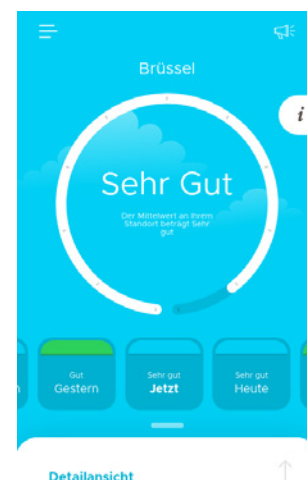 Brüssel
i
Sehr Gut
Der Mittelwert an Ihrem
Standort beträgt Sehr
gut
Gut
Gestern
Sehr gut
Jetzt
Sehr gut
Heute
Detailansicht